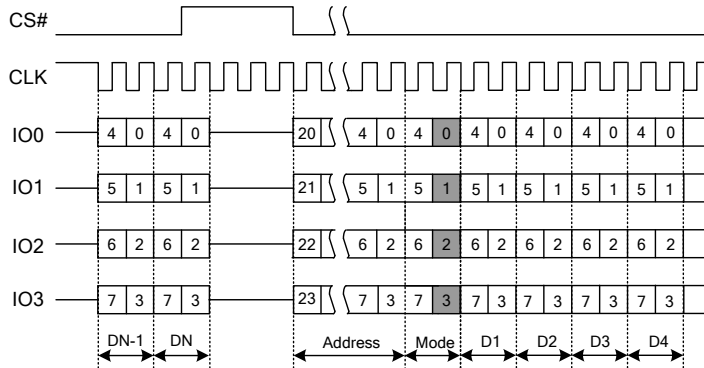 CS#
CLK
IO0 4 0 4 0 20 4 0 4 0 4 0 4 0 4 0 4 0
IO1 5 1 5 1 21 5 1 5 1 5 1 5 1 5 1 5 1
IO2 6 2 6 2 22 6 2 6 2 6 2 6 2 6 2 6 2
IO3 7 3 7 3 23 7 3 7 3 7 3 7 3 7 3 7 3
DN-1 DN Address Mode D1 D2 D3 D4